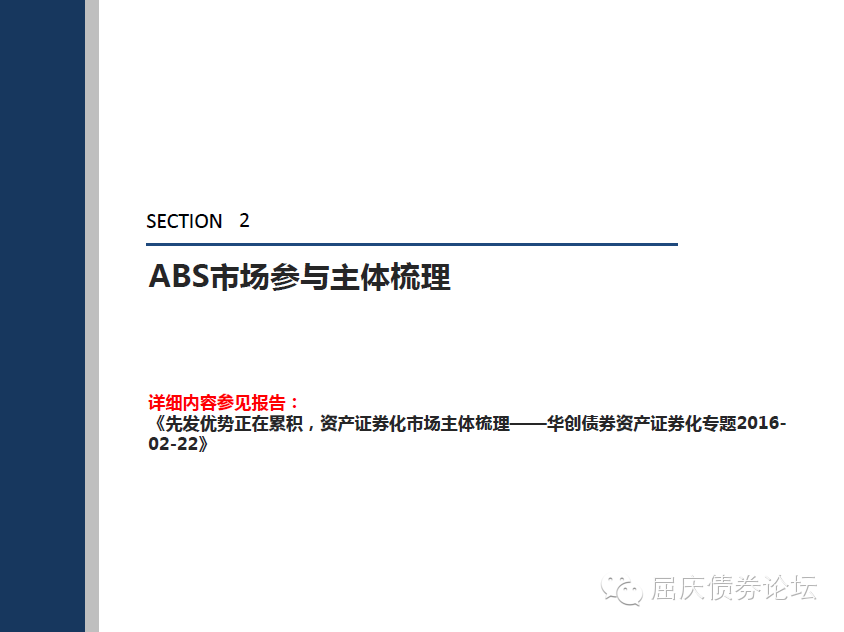 SECTION 2
ABS市场参与主体梳理
详细内容参见报告：
《先发优势正在累积，资产证券化市场主体梳理——华创债券资产证券化专题2016-
02-22》
屈庆债券论坛